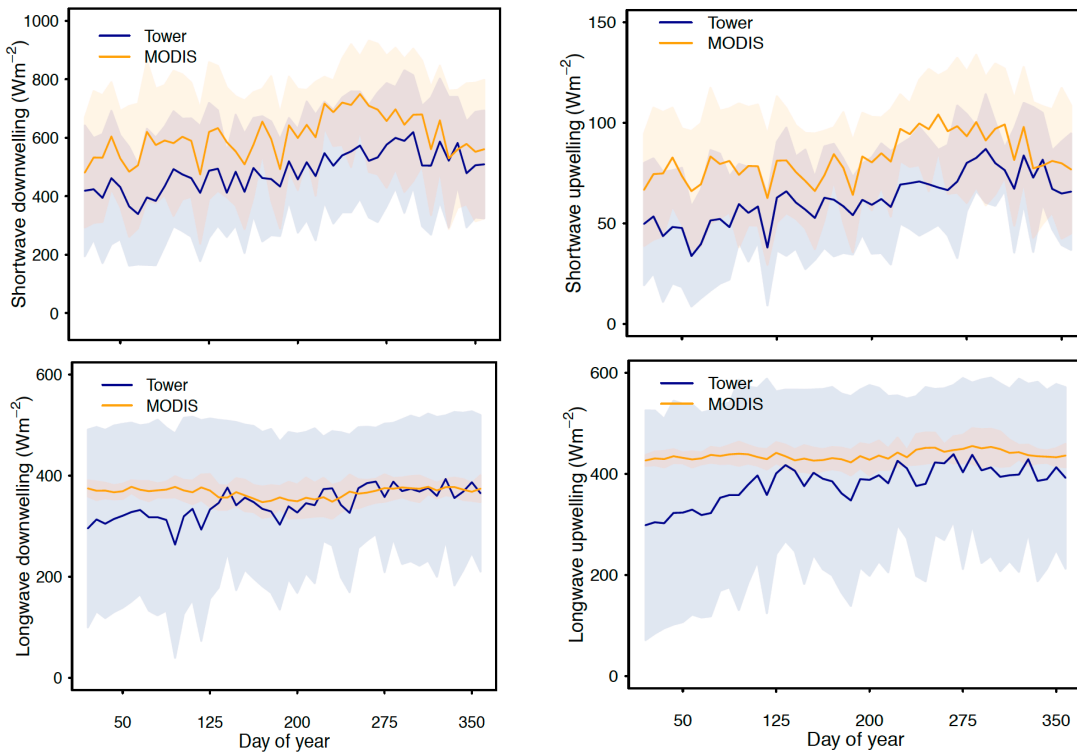 1000
800
600
400
200
0
Shortwave downwelling (Wm−2)
Tower
MODIS
150
100
50
0
Shortwave upwelling (Wm−2)
Tower
MODIS
600
400
200
0
Longwave downwelling (Wm−2)
Tower
MODIS
50 125 200 275 350
Day of year
600
400
200
0
Longwave upwelling (Wm−2)
Tower
MODIS
50 125 200 275 350
Day of year